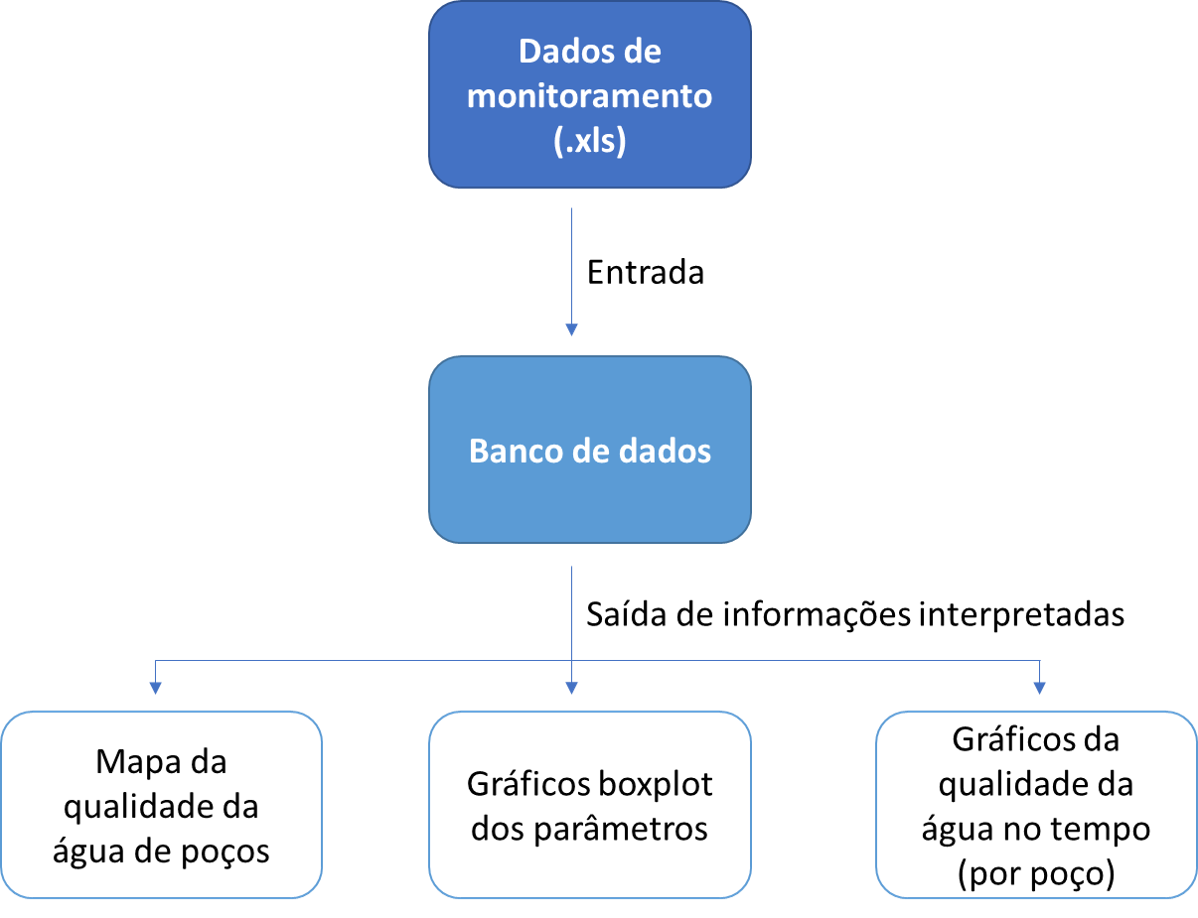 Dados de
monitoramento
(.xls)
Entrada
Banco de dados
Saída de informações interpretadas
Mapa da
qualidade da
água de poços
Gráficos boxplot
dos parâmetros
Gráficos da
qualidade da
água no tempo
(por poço)